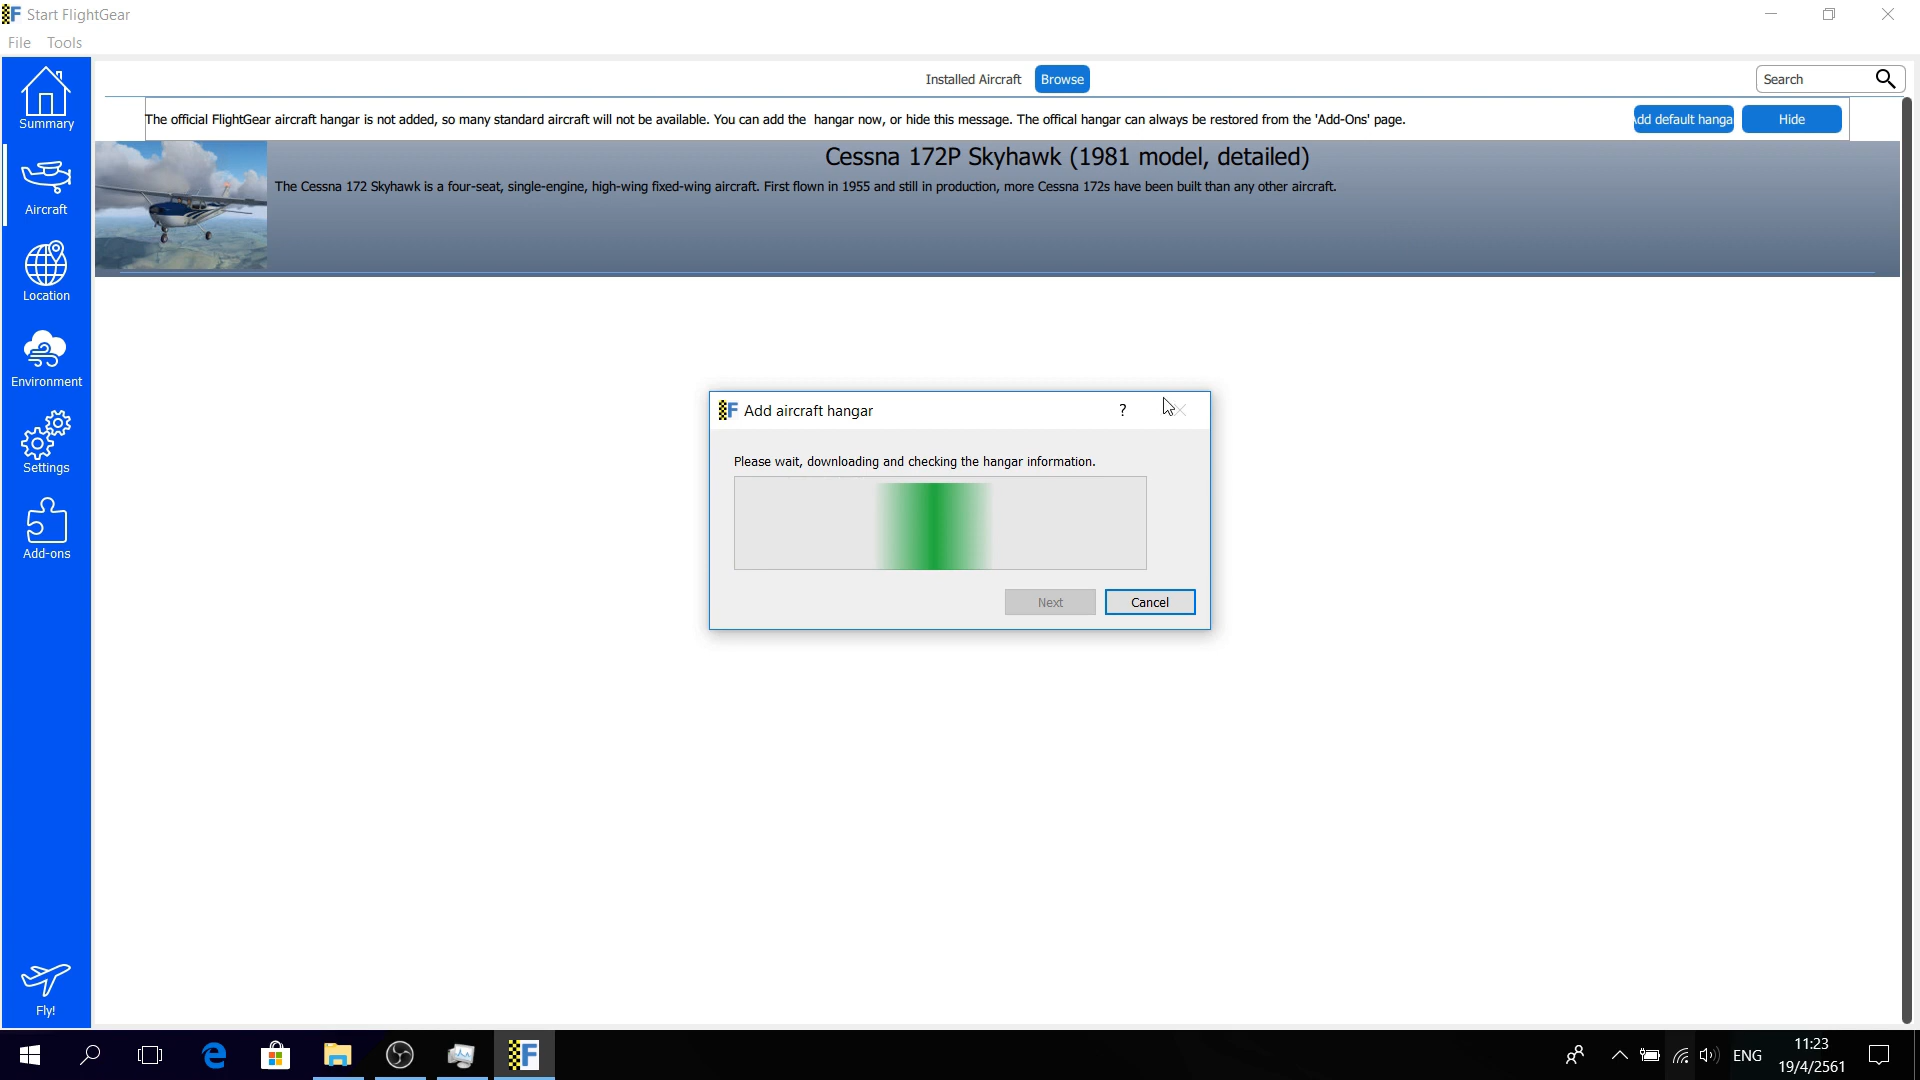 Start FlightGear
File Tools
Installed Aircraft Browse Search
The official FlightGear aircraft hangar is not added, so many standard aircraft will not be available. You can add the hangar now, or hide this message. The offical hangar can always be restored from the 'Add-Ons' page. dd default hanga Hide
Cessna 172P Skyhawk (1981 model, detailed)
The Cessna 172 Skyhawk is a four-seat, single-engine, high-wing fixed-wing aircraft. First flown in 1955 and still in production, more Cessna 172s have been built than any other aircraft.
Summary
Aircraft
Location
Environment
Settings
Add-ons
Fly!
Add aircraft hangar ?
Please wait, downloading and checking the hangar information.
Next Cancel
ENG
11:23
19/4/2561